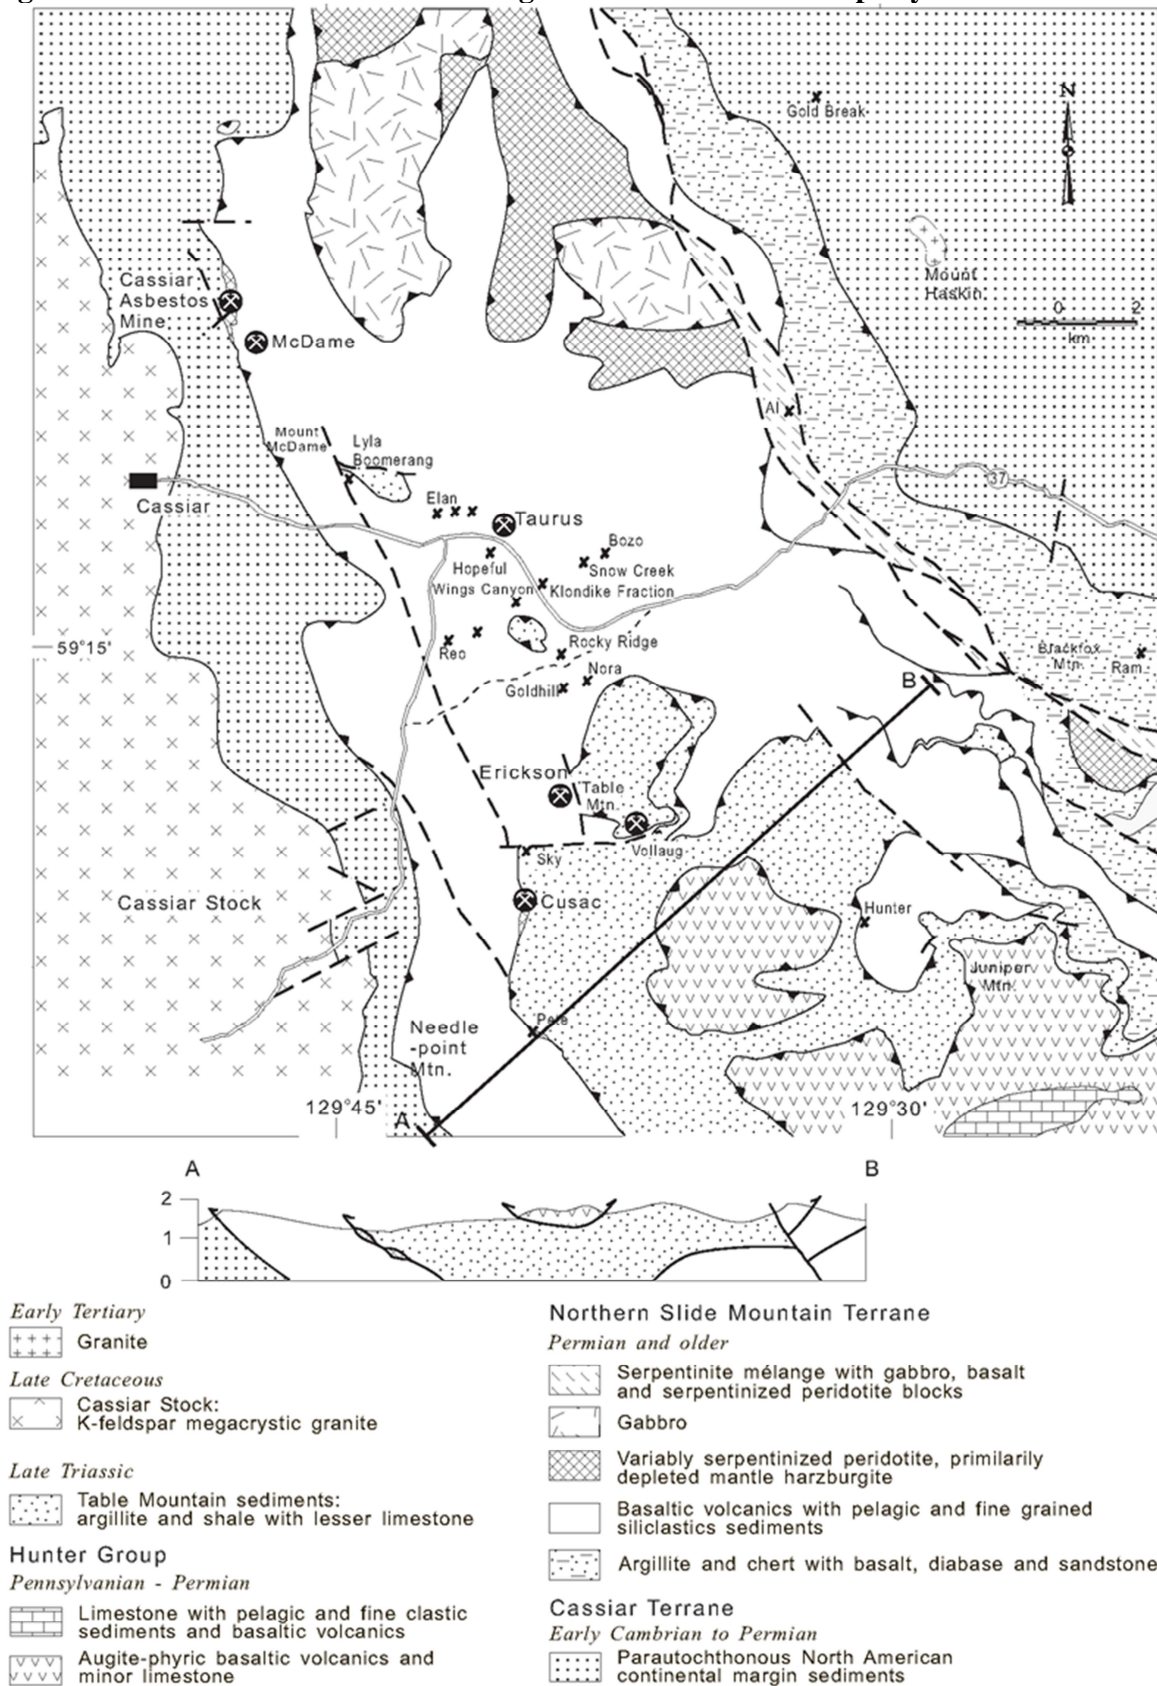 Gold Break
N
Mount
Haskin
0 2
km
Cassiar
Asbestos
Mine
McDame
Al
Mount
McDame
Lyla
Boomerang
37
Cassiar
Elan
Taurus
Bozo
Hopeful
Snow Creek
Wings Canyon
Klondike Fraction
59°15'
Reo
Rocky Ridge
Blackfox
Mtn.
Ram
Nora
Goldhill
B
Erickson
Table
Mtn.
Vollaug
Sky
Cassiar Stock
Cusac
Hunter
Juniper
Mtn.
Pete
Needle
-point
Mtn.
129°45'
129°30'
A
A B
2
1
0
Early Tertiary
Granite
Late Cretaceous
Cassiar Stock:
K-feldspar megacrystic granite
Late Triassic
Table Mountain sediments:
argillite and shale with lesser limestone
Hunter Group
Pennsylvanian - Permian
Limestone with pelagic and fine clastic
sediments and basaltic volcanics
Augite-phyric basaltic volcanics and
minor limestone
Northern Slide Mountain Terrane
Permian and older
Serpentinite mélange with gabbro, basalt
and serpentinized peridotite blocks
Gabbro
Variably serpentinized peridotite, primilarily
depleted mantle harzburgite
Basaltic volcanics with pelagic and fine grained
siliclastics sediments
Argillite and chert with basalt, diabase and sandstone
Cassiar Terrane
Early Cambrian to Permian
Parautochthonous North American
continental margin sediments